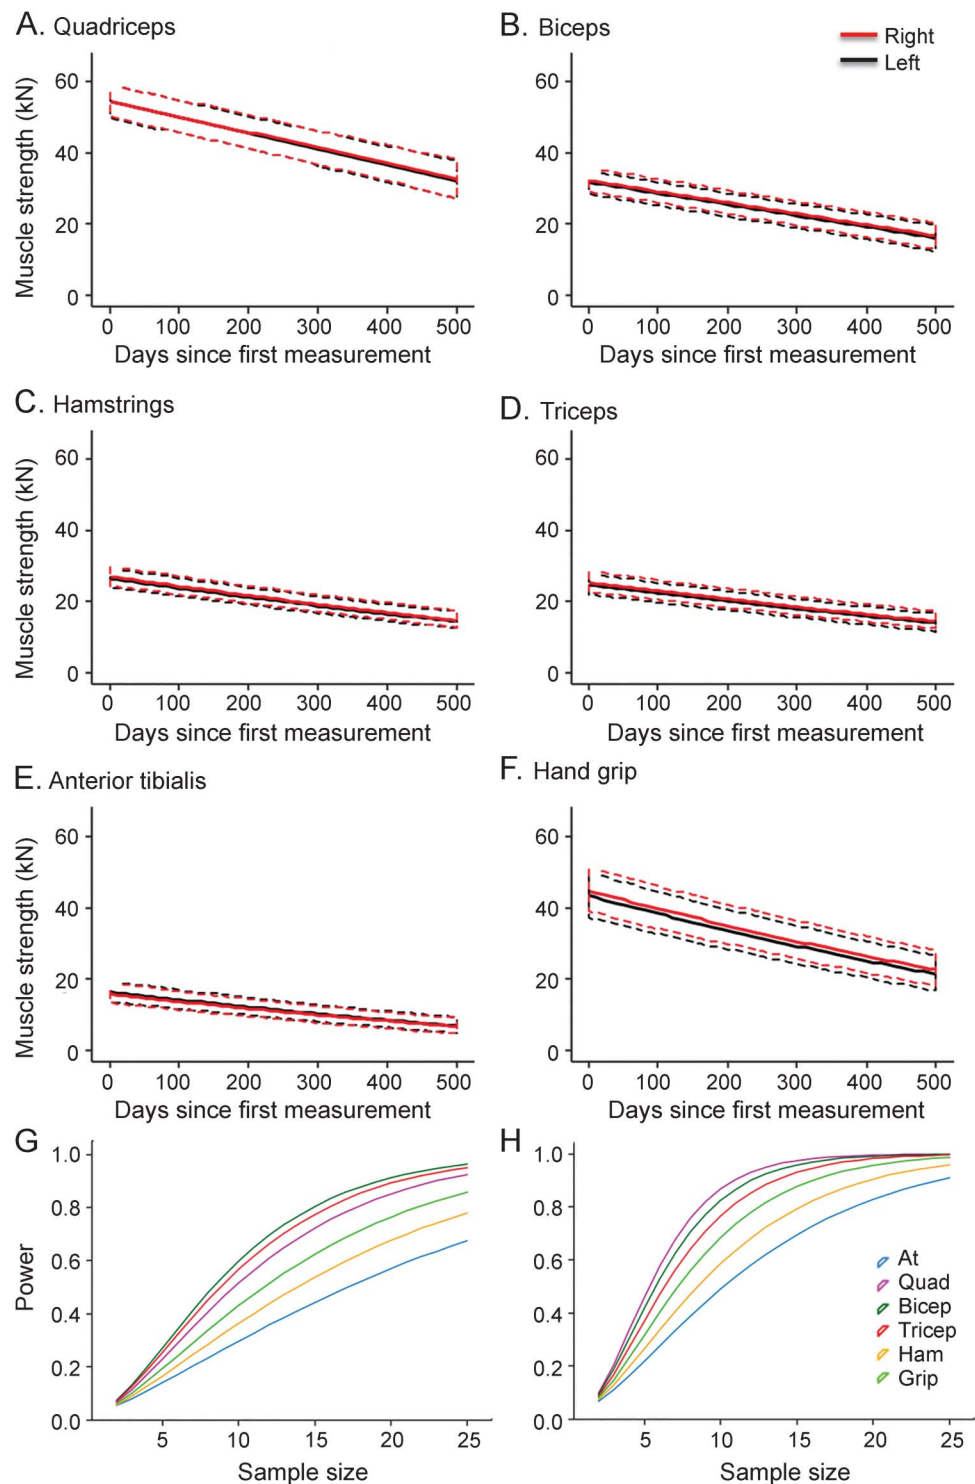 A. Quadriceps
B. Biceps
Right
Left
Muscle strength (kN)
60
40
20
0
0 100 200 300 400 500
Days since first measurement
60
40
20
0
0 100 200 300 400 500
Days since first measurement
C. Hamstrings
D. Triceps
Muscle strength (kN)
60
40
20
0
0 100 200 300 400 500
Days since first measurement
60
40
20
0
0 100 200 300 400 500
Days since first measurement
E. Anterior tibialis
F. Hand grip
Muscle strength (kN)
60
40
20
0
0 100 200 300 400 500
Days since first measurement
60
40
20
0
0 100 200 300 400 500
Days since first measurement
G
H
Power
1.0
0.8
0.6
0.4
0.2
0.0
5 10 15 20 25
Sample size
1.0
0.8
0.6
0.4
0.2
0.0
At
Quad
Bicep
Tricep
Ham
Grip
5 10 15 20 25
Sample size